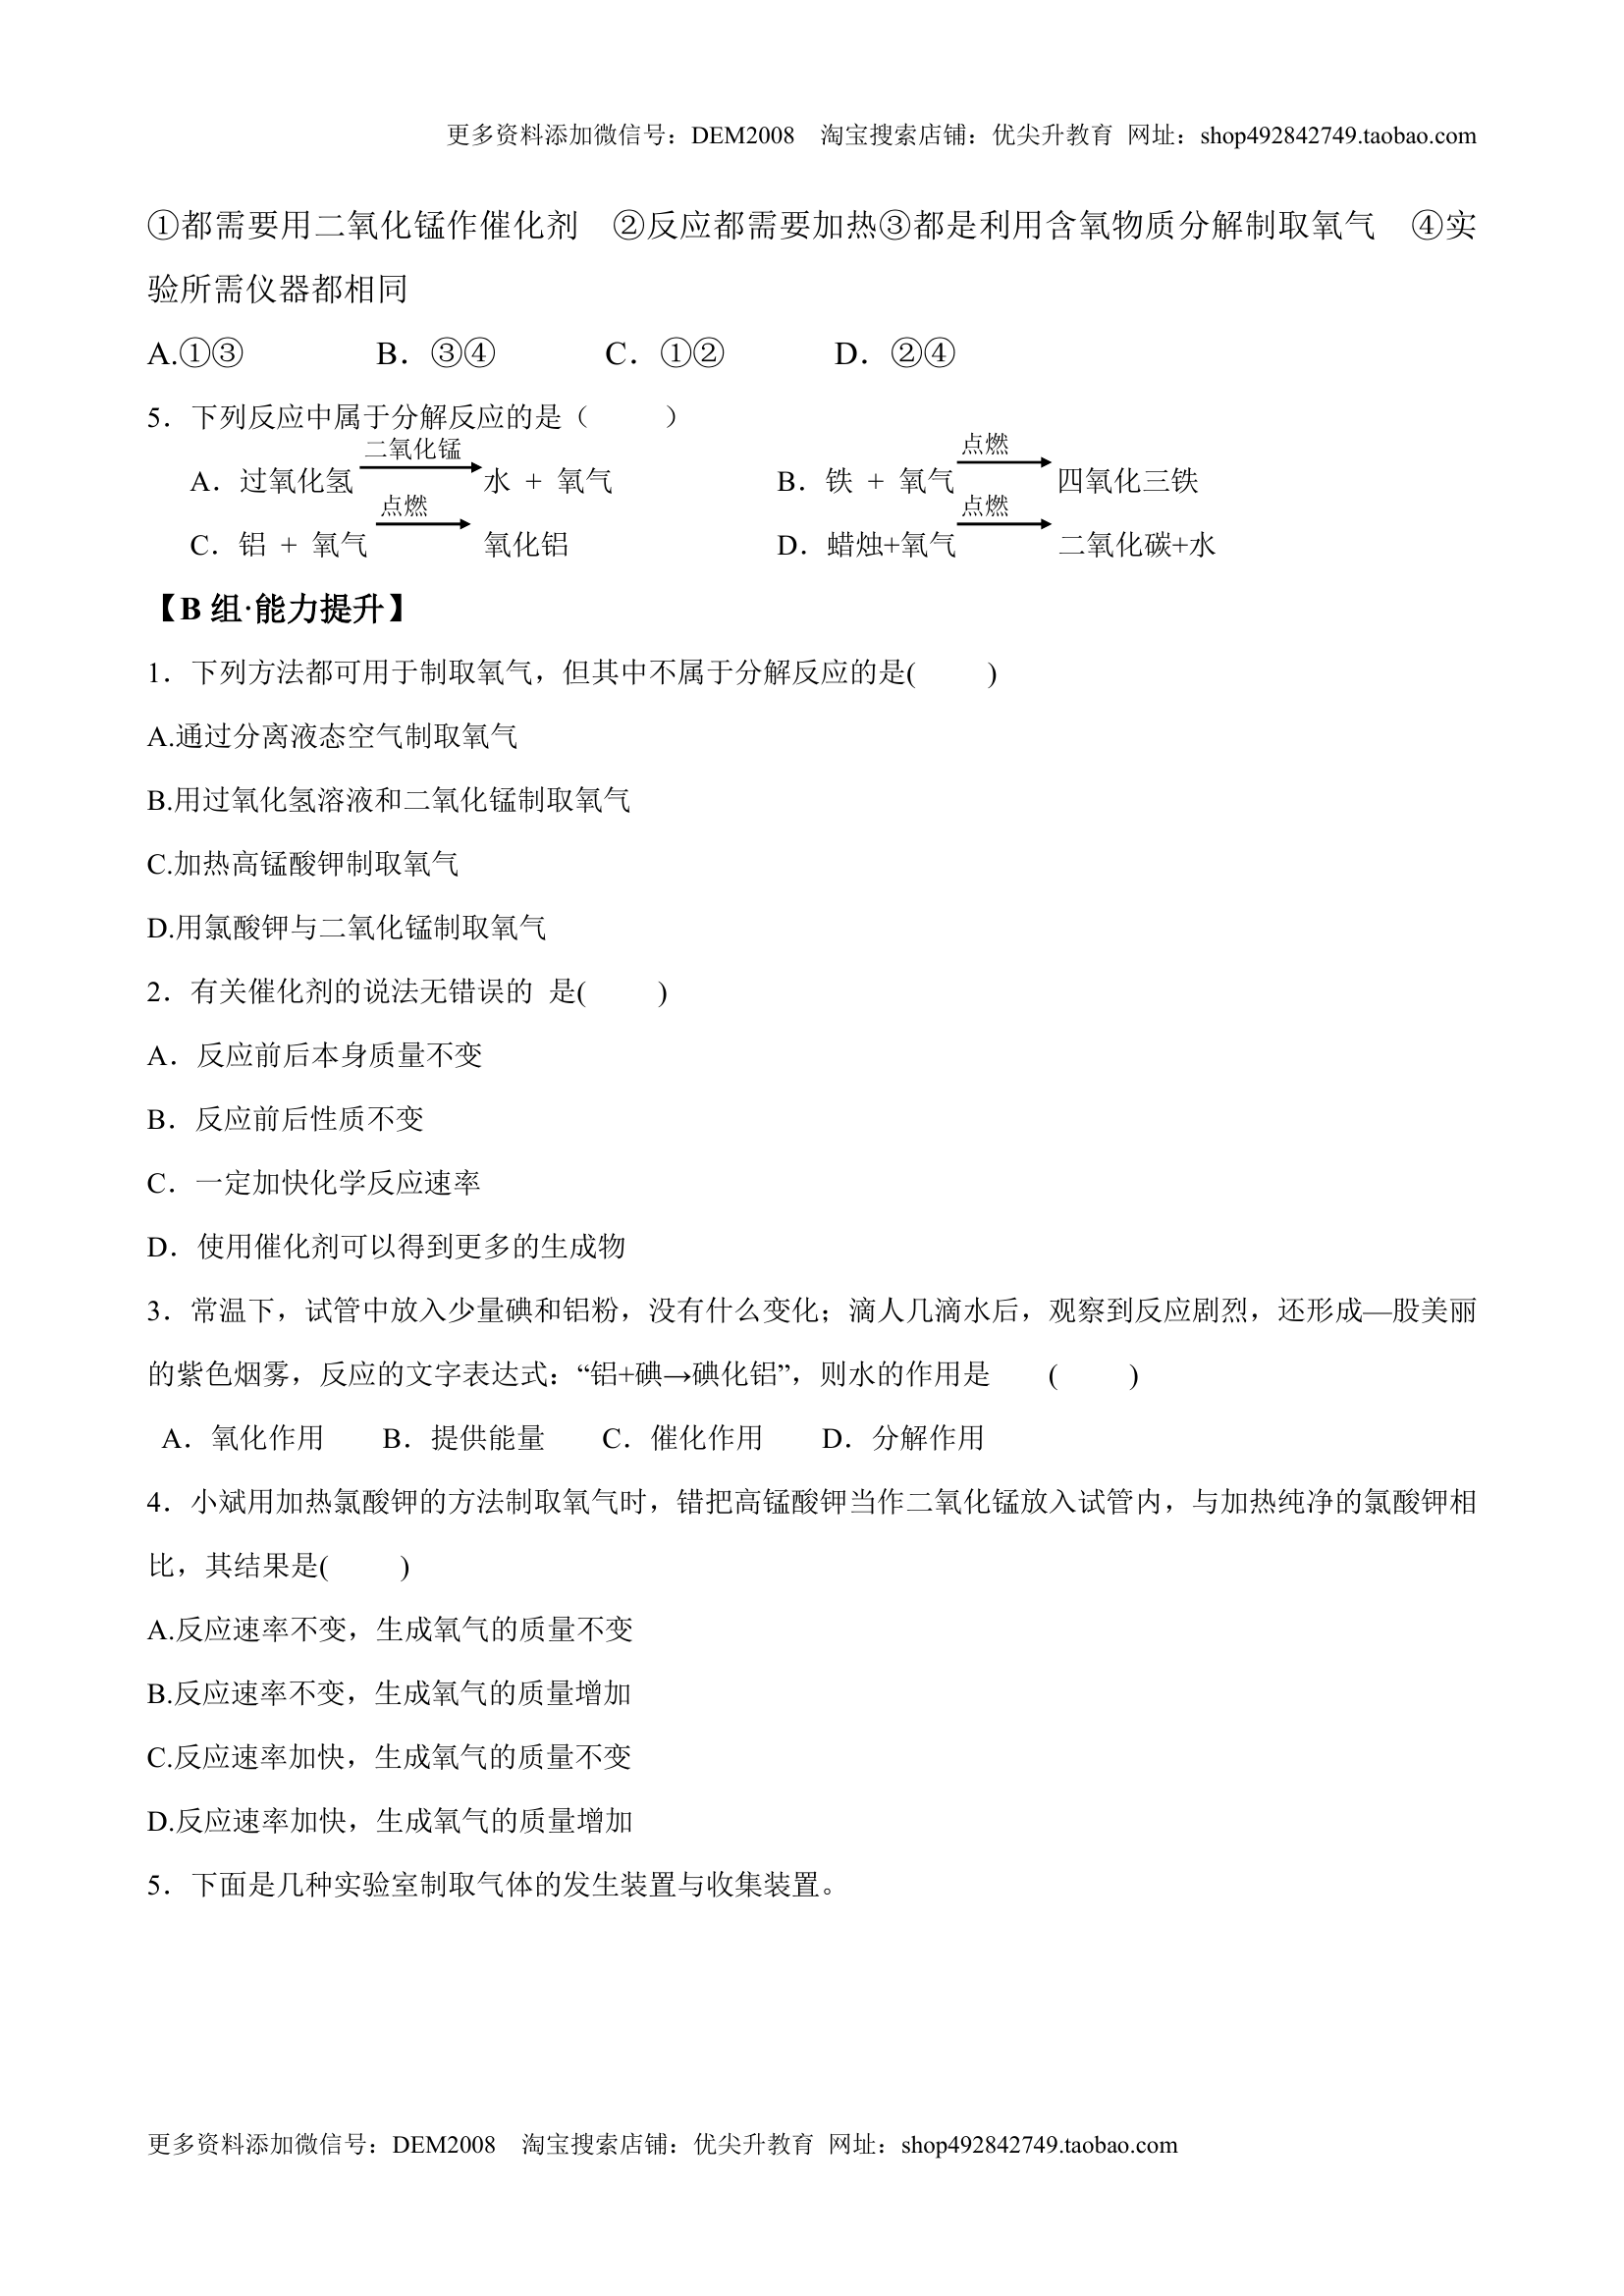 更多资料添加微信号：DEM2008 淘宝搜索店铺：优尖升教育 网址：shop492842749.taobao.com
①都需要用二氧化锰作催化剂 ②反应都需要加热③都是利用含氧物质分解制取氧气 ④实
验所需仪器都相同
A.①③ B．③④ C．①② D．②④
5．下列反应中属于分解反应的是（ ）
A．过氧化氢 二氧化锰→ 水 + 氧气 B．铁 + 氧气 点燃→ 四氧化三铁
C．铝 + 氧气 点燃→ 氧化铝 D．蜡烛+氧气 点燃→ 二氧化碳+水
【B 组·能力提升】
1．下列方法都可用于制取氧气，但其中不属于分解反应的是( )
A.通过分离液态空气制取氧气
B.用过氧化氢溶液和二氧化锰制取氧气
C.加热高锰酸钾制取氧气
D.用氯酸钾与二氧化锰制取氧气
2．有关催化剂的说法无错误的 是( )
A．反应前后本身质量不变
B．反应前后性质不变
C．一定加快化学反应速率
D．使用催化剂可以得到更多的生成物
3．常温下，试管中放入少量碘和铝粉，没有什么变化；滴人几滴水后，观察到反应剧烈，还形成—股美丽
的紫色烟雾，反应的文字表达式：“铝+碘→碘化铝”，则水的作用是 ( )
A．氧化作用 B．提供能量 C．催化作用 D．分解作用
4．小斌用加热氯酸钾的方法制取氧气时，错把高锰酸钾当作二氧化锰放入试管内，与加热纯净的氯酸钾相
比，其结果是( )
A.反应速率不变，生成氧气的质量不变
B.反应速率不变，生成氧气的质量增加
C.反应速率加快，生成氧气的质量不变
D.反应速率加快，生成氧气的质量增加
5．下面是几种实验室制取气体的发生装置与收集装置。
更多资料添加微信号：DEM2008 淘宝搜索店铺：优尖升教育 网址：shop492842749.taobao.com